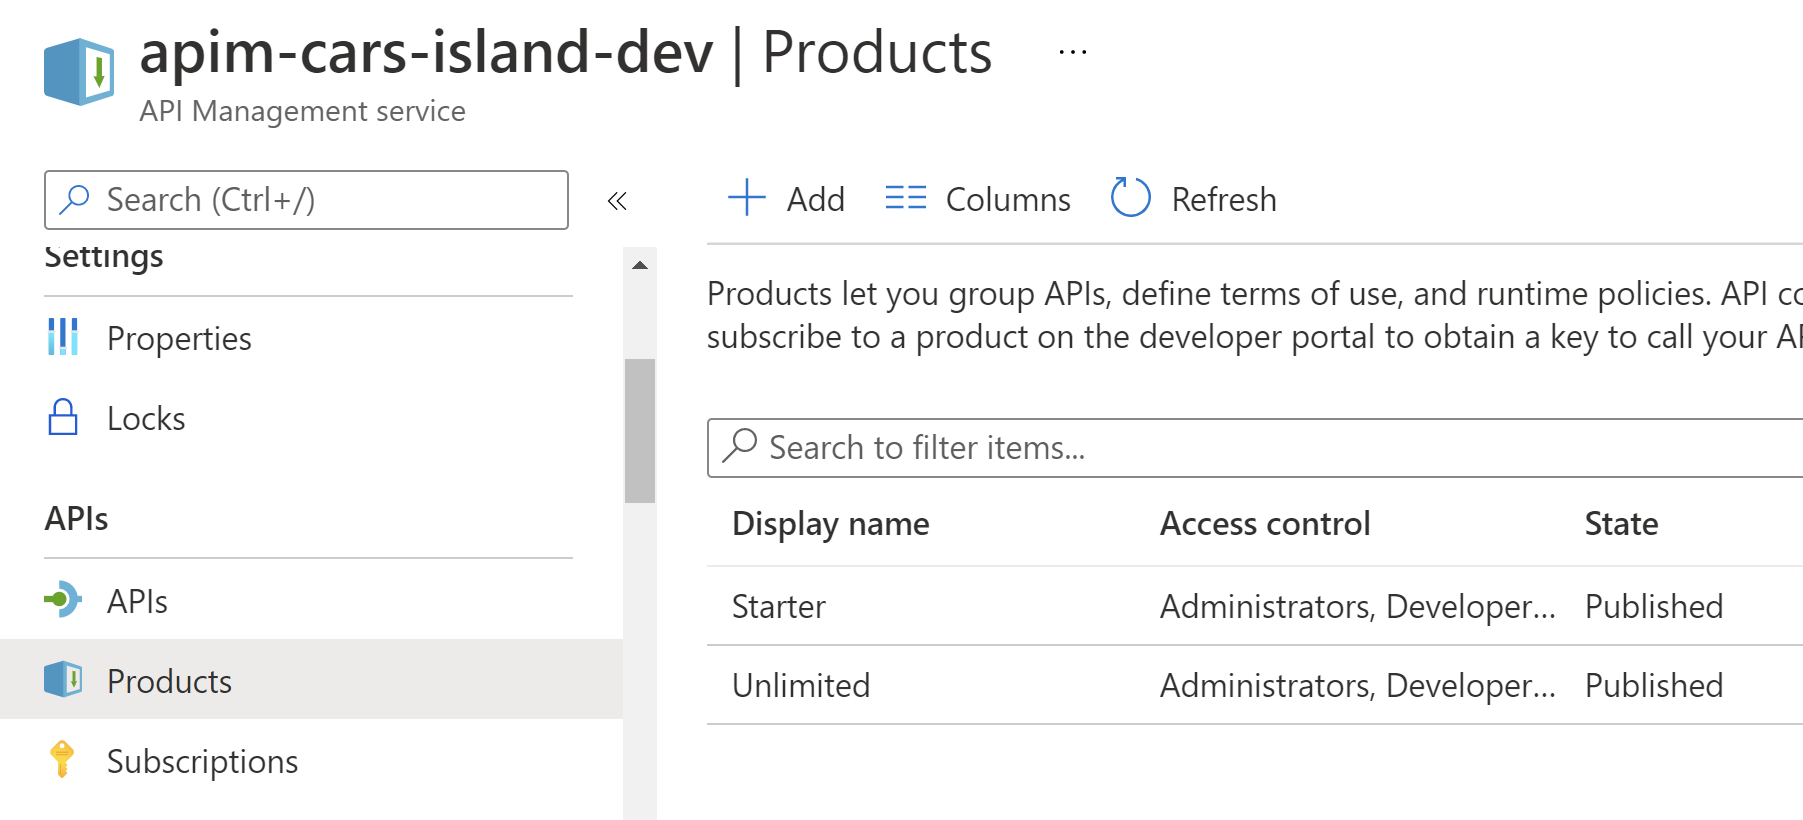 apim-cars-island-dev | Products ...
API Management service
Search (Ctrl+/)
«
Add
Columns
Refresh
Settings
Properties
Locks
APIs
APIs
Products
Subscriptions
Products let you group APIs, define terms of use, and runtime policies. API
subscribe to a product on the developer portal to obtain a key to call your
Search to filter items...
Display name Access control State
Starter Administrators, Developer... Published
Unlimited Administrators, Developer... Published